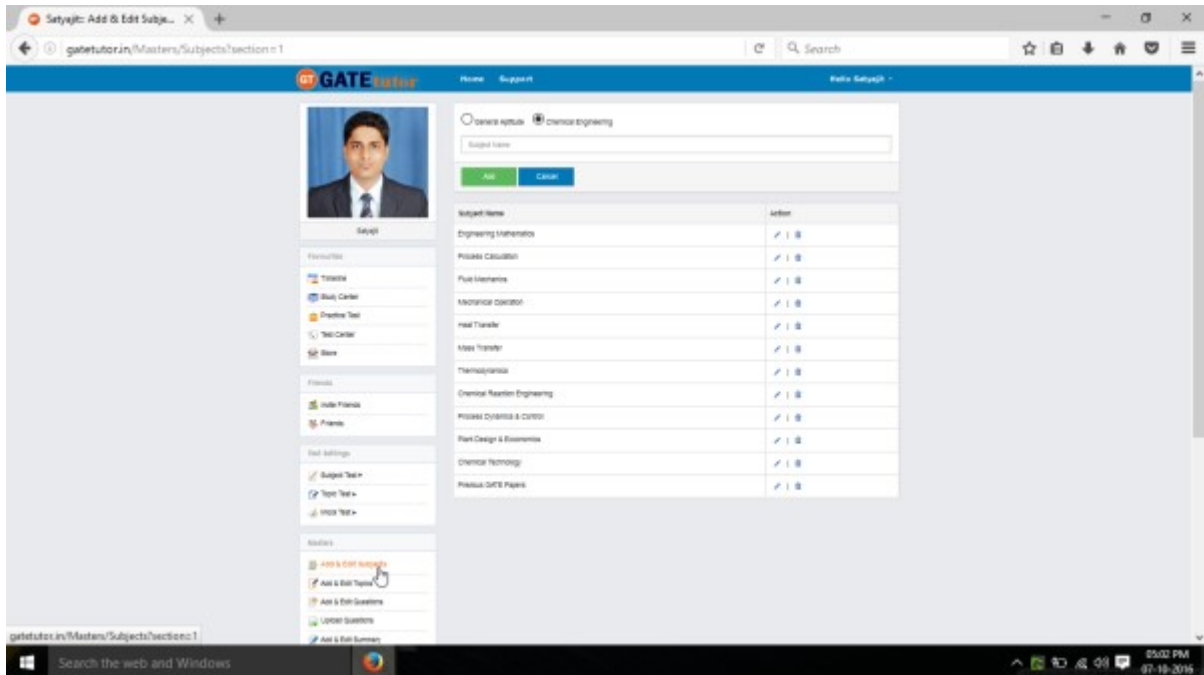 Satyajit: Add & Edit Subje...
gatetutor.in/Masters/Subjects?section=1
Search
GT GATEtutor
Home Support
Hello Satyajit
General Aptitude Chemical Engineering
Subject Name
Add Cancel
Satyajit
Favourites
Timeline
Study Center
Practice Test
Test Center
Store
Friends
Invite Friends
Friends
Test Settings
Subject Test
Topic Test
Mock Test
Masters
Add & Edit Subjects
Add & Edit Topics
Add & Edit Questions
Upload Questions
Add & Edit Summary
Subject Name Action
Engineering Mathematics
Process Calculation
Fluid Mechanics
Mechanical Operation
Heat Transfer
Mass Transfer
Thermodynamics
Chemical Reaction Engineering
Process Dynamics & Control
Plant Design & Economics
Chemical Technology
Previous GATE Papers
gatetutor.in/Masters/Subjects?section=1
Search the web and Windows
05:02 PM
07-10-2016